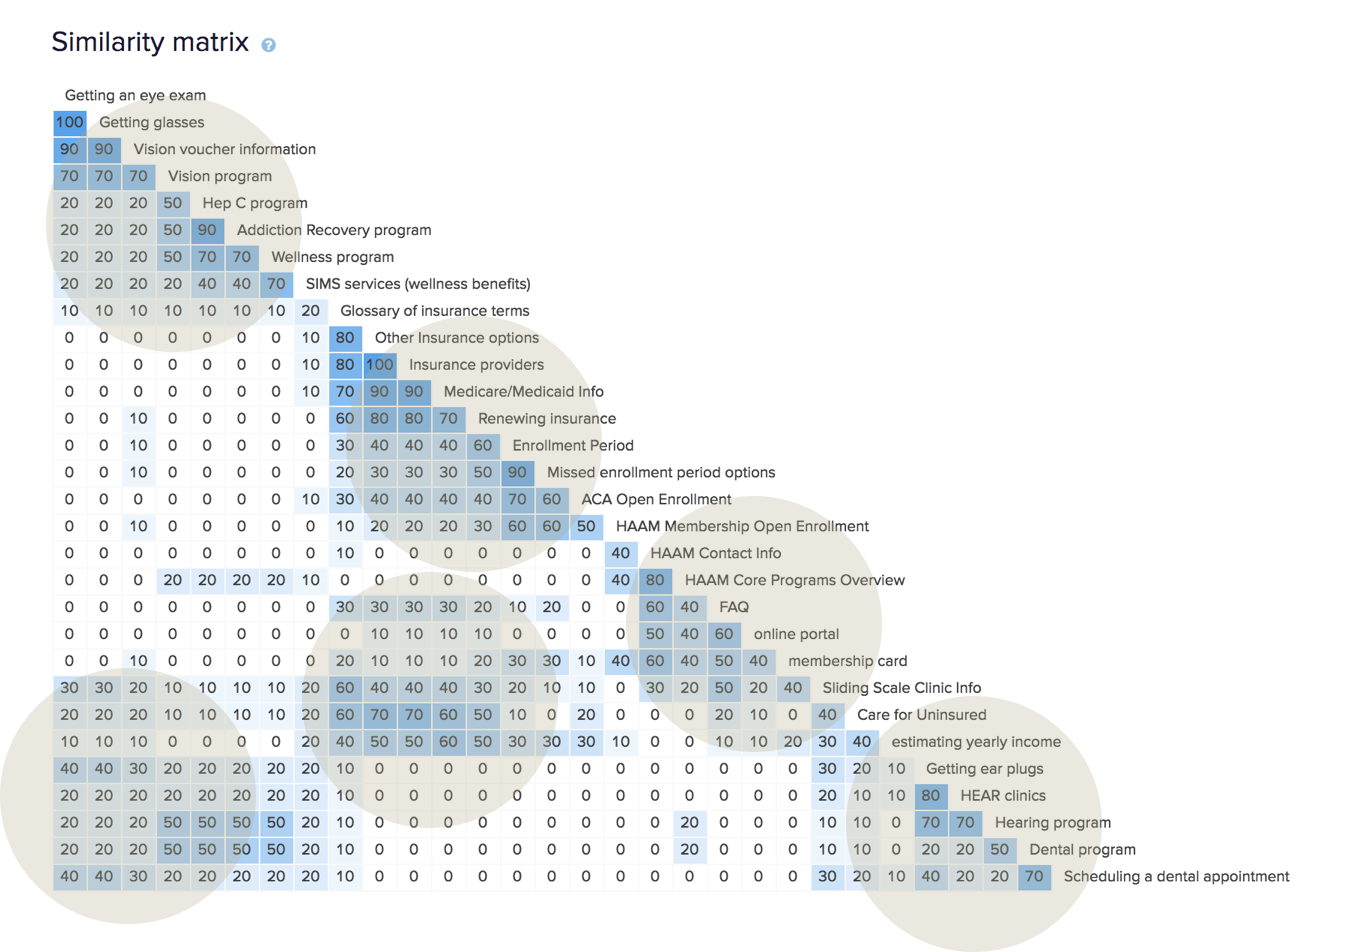 Similarity matrix ?
Getting an eye exam
100 Getting glasses
90 90 Vision voucher information
70 70 70 Vision program
20 20 20 50 Hep C program
20 20 20 50 90 Addiction Recovery program
20 20 20 50 70 70 Wellness program
20 20 20 20 40 40 70 SIMS services (wellness benefits)
10 10 10 10 10 10 10 20 Glossary of insurance terms
0 0 0 0 0 0 0 10 80 Other Insurance options
0 0 0 0 0 0 0 10 80 100 Insurance providers
0 0 0 0 0 0 0 10 70 90 90 Medicare/Medicaid Info
0 0 10 0 0 0 0 0 60 80 80 70 Renewing insurance
0 0 10 0 0 0 0 0 30 40 40 40 60 Enrollment Period
0 0 10 0 0 0 0 0 20 30 30 30 50 90 Missed enrollment period options
0 0 0 0 0 0 0 10 30 40 40 40 40 70 60 ACA Open Enrollment
0 0 10 0 0 0 0 0 10 20 20 20 30 60 60 50 HAAM Membership Open Enrollment
0 0 0 0 0 0 0 0 10 0 0 0 0 0 0 0 40 HAAM Contact Info
0 0 0 20 20 20 20 10 0 0 0 0 0 0 0 0 40 80 HAAM Core Programs Overview
0 0 0 0 0 0 0 0 30 30 30 30 20 10 20 0 0 60 40 FAQ
0 0 0 0 0 0 0 0 0 10 10 10 10 0 0 0 0 50 40 60 online portal
0 0 10 0 0 0 0 0 20 10 10 10 20 30 30 10 40 60 40 50 40 membership card
30 30 20 10 10 10 10 20 60 40 40 40 30 20 10 10 0 30 20 50 20 40 Sliding Scale Clinic Info
20 20 20 10 10 10 10 20 60 70 70 60 50 10 0 20 0 0 0 20 10 0 40 Care for Uninsured
10 10 10 0 0 0 0 20 40 50 50 60 50 30 30 30 10 0 0 10 10 20 30 40 estimating yearly income
40 40 30 20 20 20 20 20 10 0 0 0 0 0 0 0 0 0 0 0 0 0 30 20 10 Getting ear plugs
20 20 20 20 20 20 20 20 10 0 0 0 0 0 0 0 0 0 0 0 0 0 20 10 10 80 HEAR clinics
20 20 20 50 50 50 50 20 10 0 0 0 0 0 0 0 0 0 20 0 0 0 10 10 0 70 70 Hearing program
20 20 20 50 50 50 50 20 10 0 0 0 0 0 0 0 0 0 20 0 0 0 10 10 0 20 20 50 Dental program
40 40 30 20 20 20 20 20 10 0 0 0 0 0 0 0 0 0 0 0 0 0 30 20 10 40 20 20 70 Scheduling a dental appointment